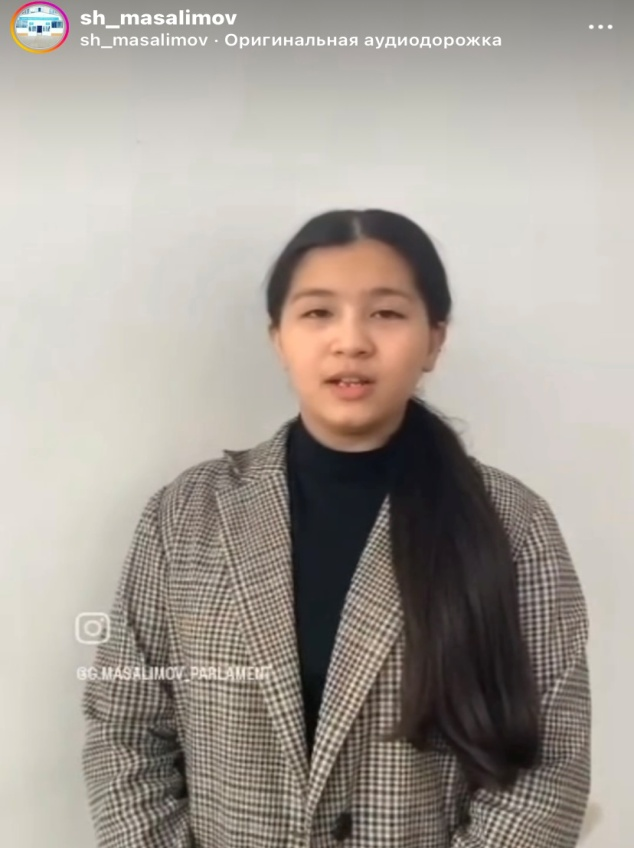 sh_masalimov
sh_masalimov · Оригинальная аудиодорожка
@G.MASALIMOV_PARLAMENT